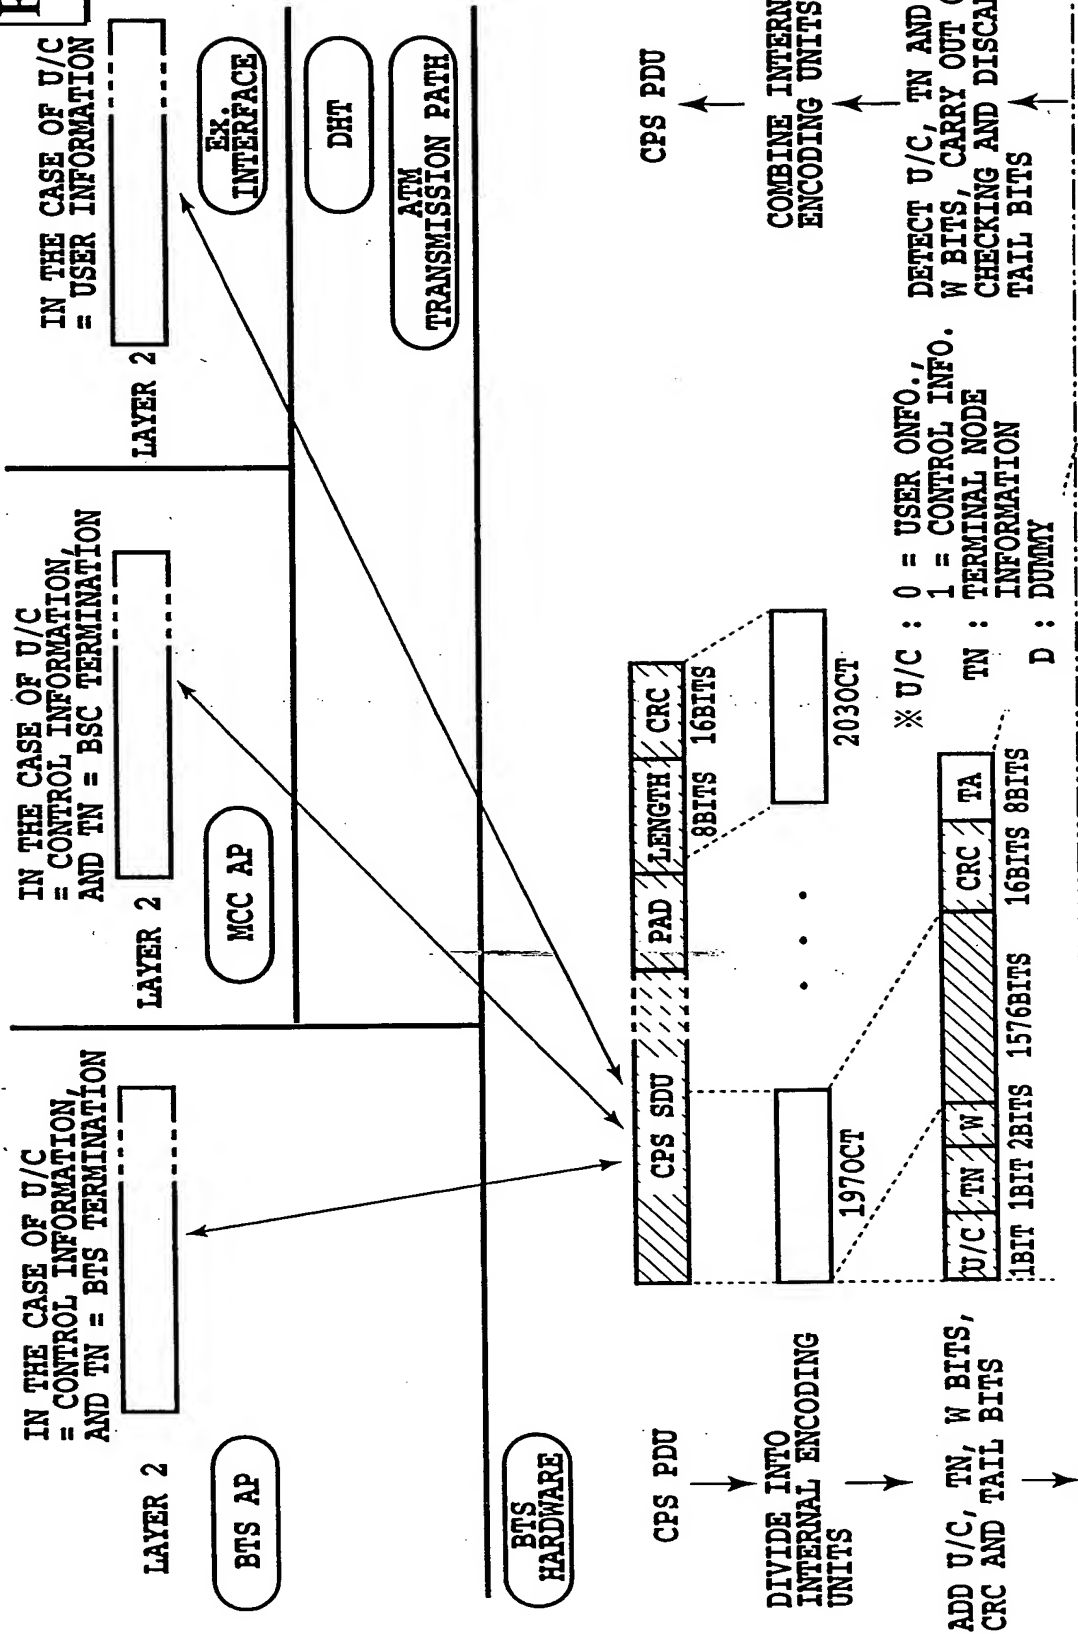 IN THE CASE OF U/C
= CONTROL INFORMATION,
AND TN = BTS TERMINATION
LAYER 2
BTS AP
IN THE CASE OF U/C
= CONTROL INFORMATION,
AND TN = BSC TERMINATION
LAYER 2
MCC AP
IN THE CASE OF U/C
= USER INFORMATION
LAYER 2
Ex.
INTERFACE
DHT
ATM
TRANSMISSION PATH
BTS
HARDWARE
CPS PDU
DIVIDE INTO
INTERNAL ENCODING
UNITS
ADD U/C, TN, W BITS,
CRC AND TAIL BITS
CPS SDU
PAD
LENGTH
CRC
8BITS
16BITS
197OCT
203OCT
U/C
TN
W
CRC
TA
1BIT
1BIT
2BITS
1576BITS
16BITS
8BITS
※ U/C : 0 = USER ONFO.,
1 = CONTROL INFO.
TN : TERMINAL NODE
INFORMATION
D : DUMMY
CPS PDU
COMBINE INTERN
ENCODING UNITS
DETECT U/C, TN AND
W BITS, CARRY OUT
CHECKING AND DISCA
TAIL BITS